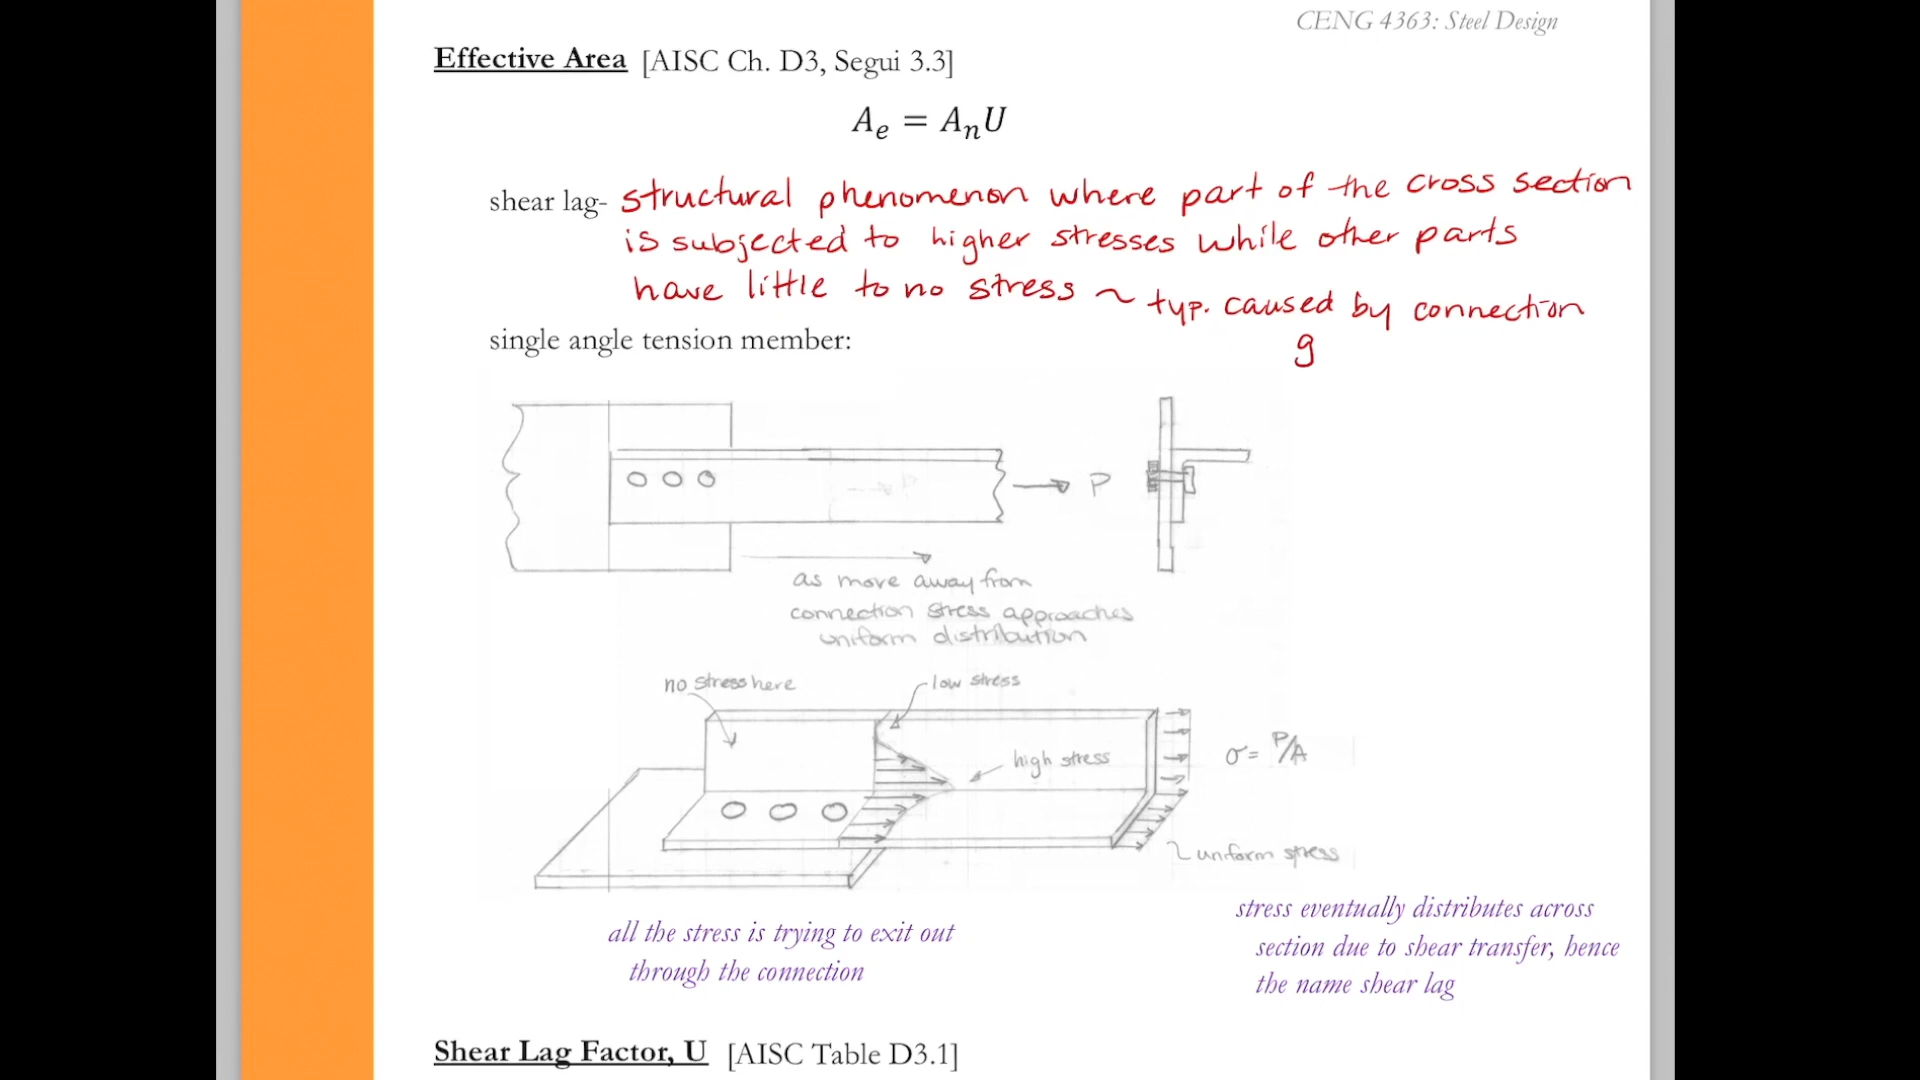 CENG 4363: Steel Design
Effective Area [AISC Ch. D3, Segui 3.3]
Aₑ = AₙU
shear lag- structural phenomenon where part of the cross section
is subjected to higher stresses while other parts
have little to no stress ~ typ. caused by connection
g
single angle tension member:
P
P
as move away from
connection stress approaches
uniform distribution
no stress here
low stress
high stress
σ = P/A
uniform stress
all the stress is trying to exit out
through the connection
stress eventually distributes across
section due to shear transfer, hence
the name shear lag
Shear Lag Factor, U [AISC Table D3.1]